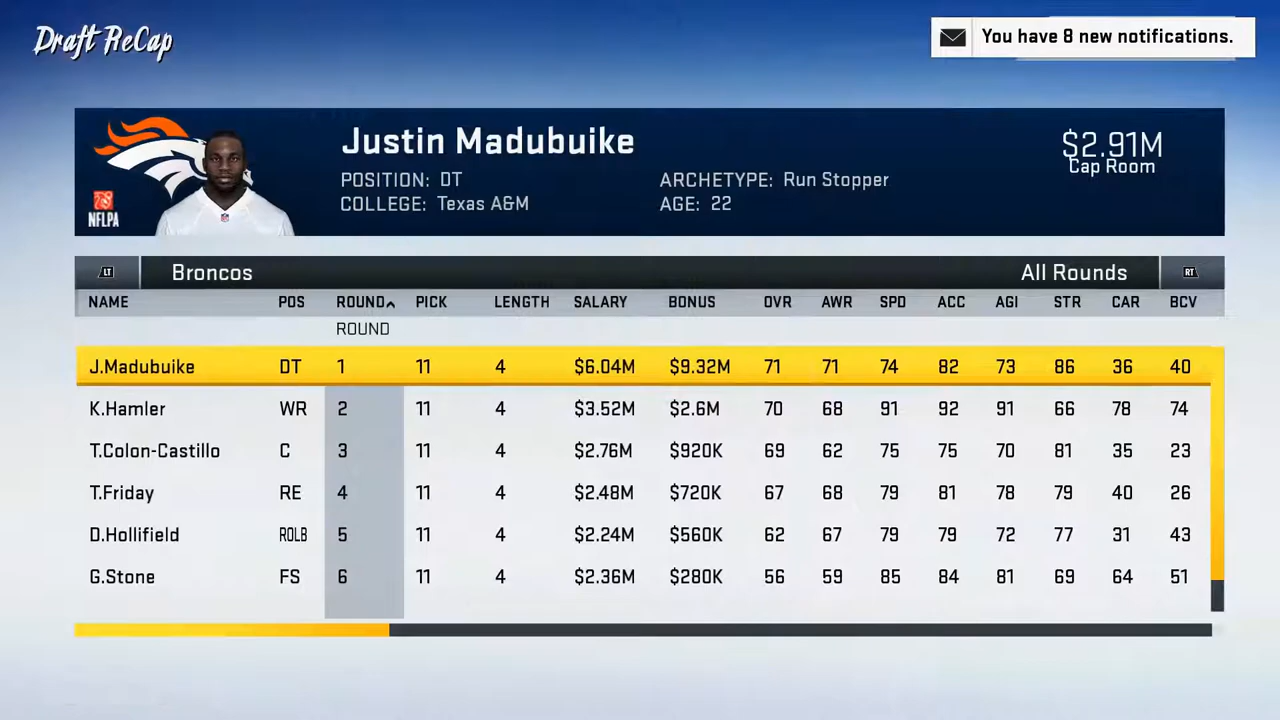 Draft ReCap
You have 8 new notifications.
Justin Madubuike
$2.91M
Cap Room
POSITION: DT
ARCHETYPE: Run Stopper
COLLEGE: Texas A&M
AGE: 22
NFLPA
LT
Broncos
All Rounds
RT
NAME POS ROUND PICK LENGTH SALARY BONUS OVR AWR SPD ACC AGI STR CAR BCV
ROUND
J.Madubuike DT 1 11 4 $6.04M $9.32M 71 71 74 82 73 86 36 40
K.Hamler WR 2 11 4 $3.52M $2.6M 70 68 91 92 91 66 78 74
T.Colon-Castillo C 3 11 4 $2.76M $920K 69 62 75 75 70 81 35 23
T.Friday RE 4 11 4 $2.48M $720K 67 68 79 81 78 79 40 26
D.Hollifield ROLB 5 11 4 $2.24M $560K 62 67 79 79 72 77 31 43
G.Stone FS 6 11 4 $2.36M $280K 56 59 85 84 81 69 64 51